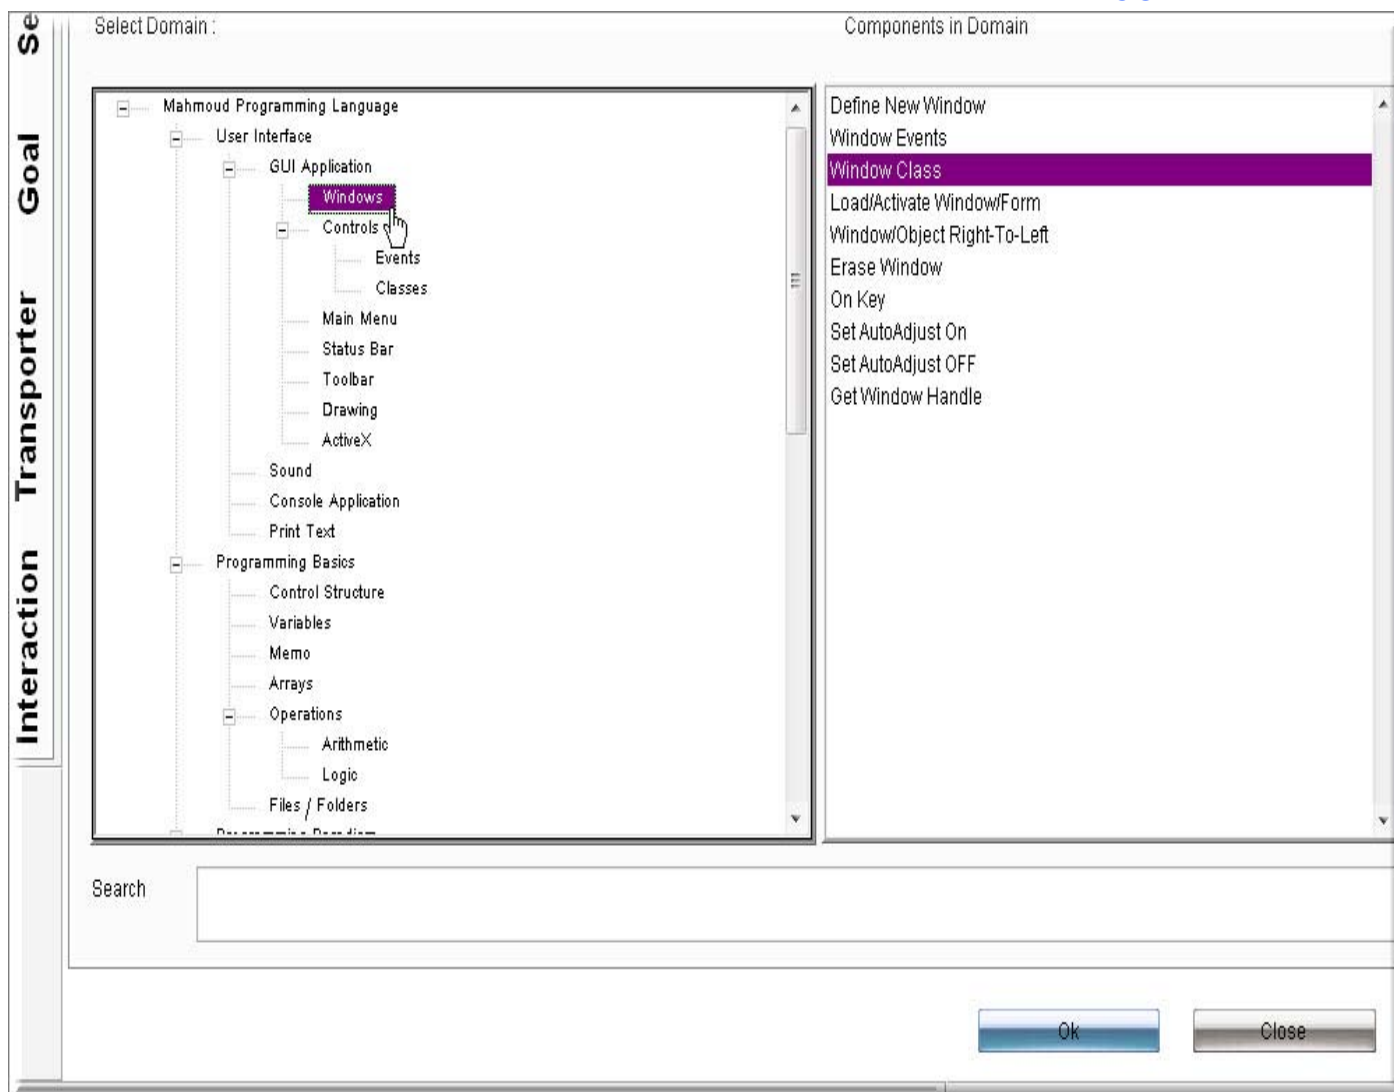 Select Domain :
Components in Domain
Mahmoud Programming Language
User Interface
GUI Application
Windows
Controls
Events
Classes
Main Menu
Status Bar
Toolbar
Drawing
ActiveX
Sound
Console Application
Print Text
Programming Basics
Control Structure
Variables
Memo
Arrays
Operations
Arithmetic
Logic
Files / Folders
Define New Window
Window Events
Window Class
Load/Activate Window/Form
Window/Object Right-To-Left
Erase Window
On Key
Set AutoAdjust On
Set AutoAdjust OFF
Get Window Handle
Search
Ok
Close
Interaction
Transporter
Goal
Se